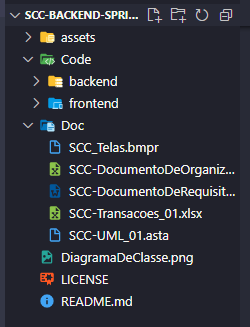 SCC-BACKEND-SPRI...
assets
Code
backend
frontend
Doc
SCC_Telas.bmpr
SCC-DocumentoDeOrganiz...
SCC-DocumentoDeRequisit...
SCC-Transacoes_01.xlsx
SCC-UML_01.asta
DiagramaDeClasse.png
LICENSE
README.md